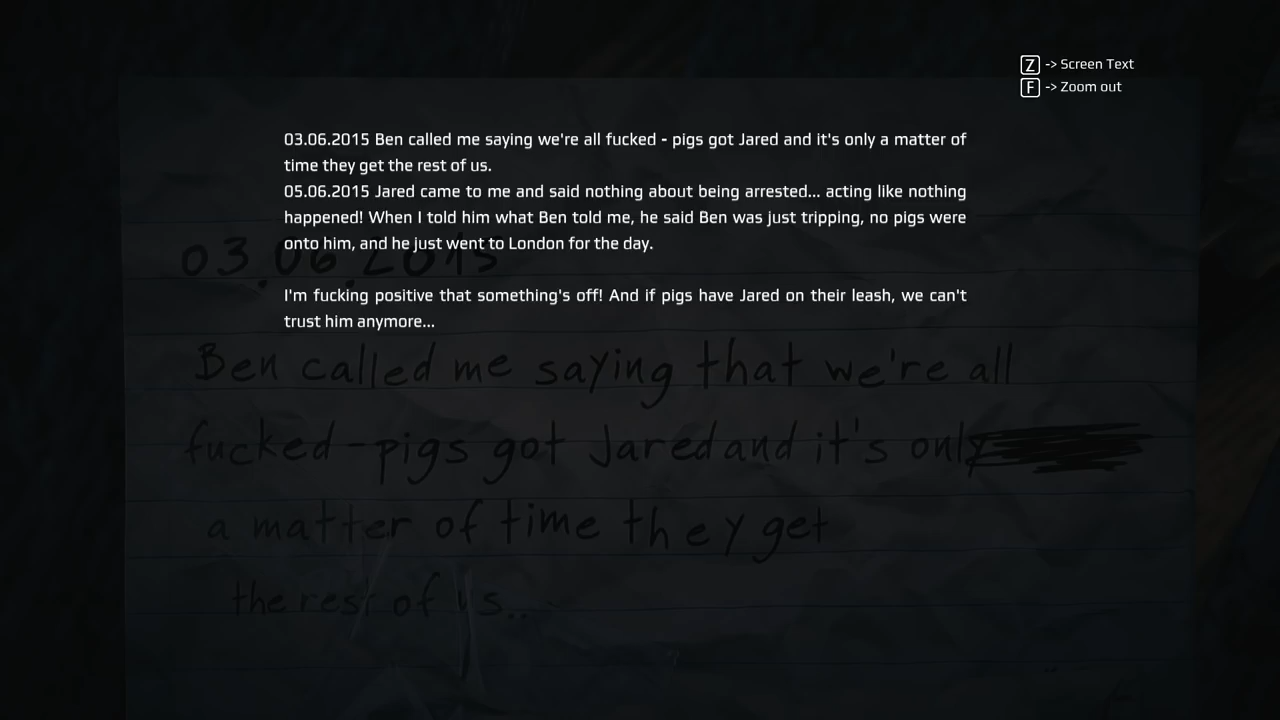 Z -> Screen Text
F -> Zoom out
03.06.2015 Ben called me saying we're all fucked - pigs got Jared and it's only a matter of
time they get the rest of us.
05.06.2015 Jared came to me and said nothing about being arrested... acting like nothing
happened! When I told him what Ben told me, he said Ben was just tripping, no pigs were
onto him, and he just went to London for the day.
I'm fucking positive that something's off! And if pigs have Jared on their leash, we can't
trust him anymore...
03.06.2015
Ben called me saying that we're all
fucked-pigs got Jared and it's only
a matter of time they get
the rest of us..